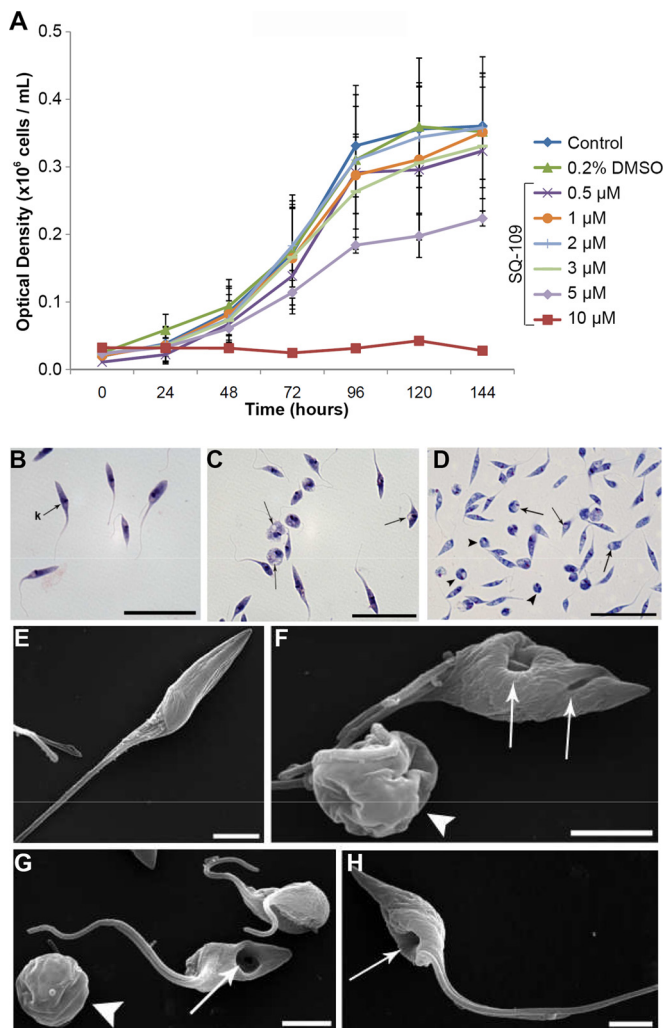 A
0.5
0.4
0.3
0.2
0.1
0.0
Optical Density (x10⁶ cells / mL)
0 24 48 72 96 120 144
Time (hours)
Control
0.2% DMSO
0.5 µM
1 µM
2 µM
3 µM
5 µM
10 µM
SQ-109
B
k
C
D
E
F
G
H